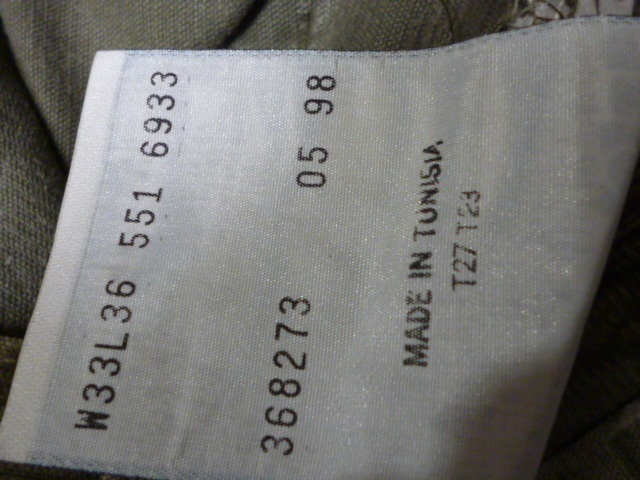 W33L36 551 6933
368273 05 98
MADE IN TUNISIA
T27 T23